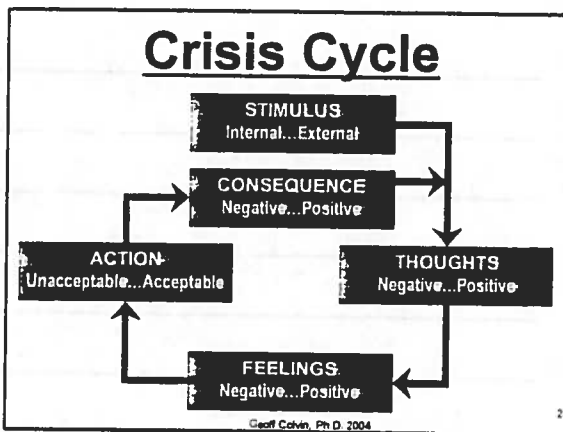 Crisis Cycle
STIMULUS
Internal...External
CONSEQUENCE
Negative...Positive
ACTION
Unacceptable...Acceptable
THOUGHTS
Negative...Positive
FEELINGS
Negative...Positive
Geoff Colvin, Ph D. 2004
2